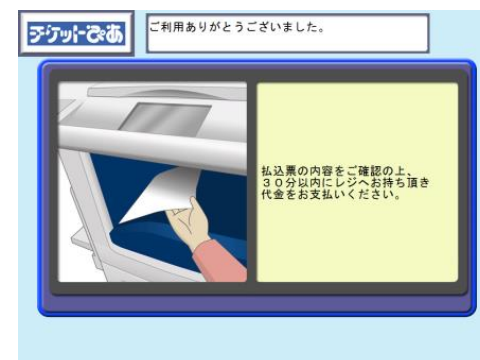 チケットぴあ
ご利用ありがとうございました。
払込票の内容をご確認の上、
３０分以内にレジへお持ち頂き
代金をお支払いください。